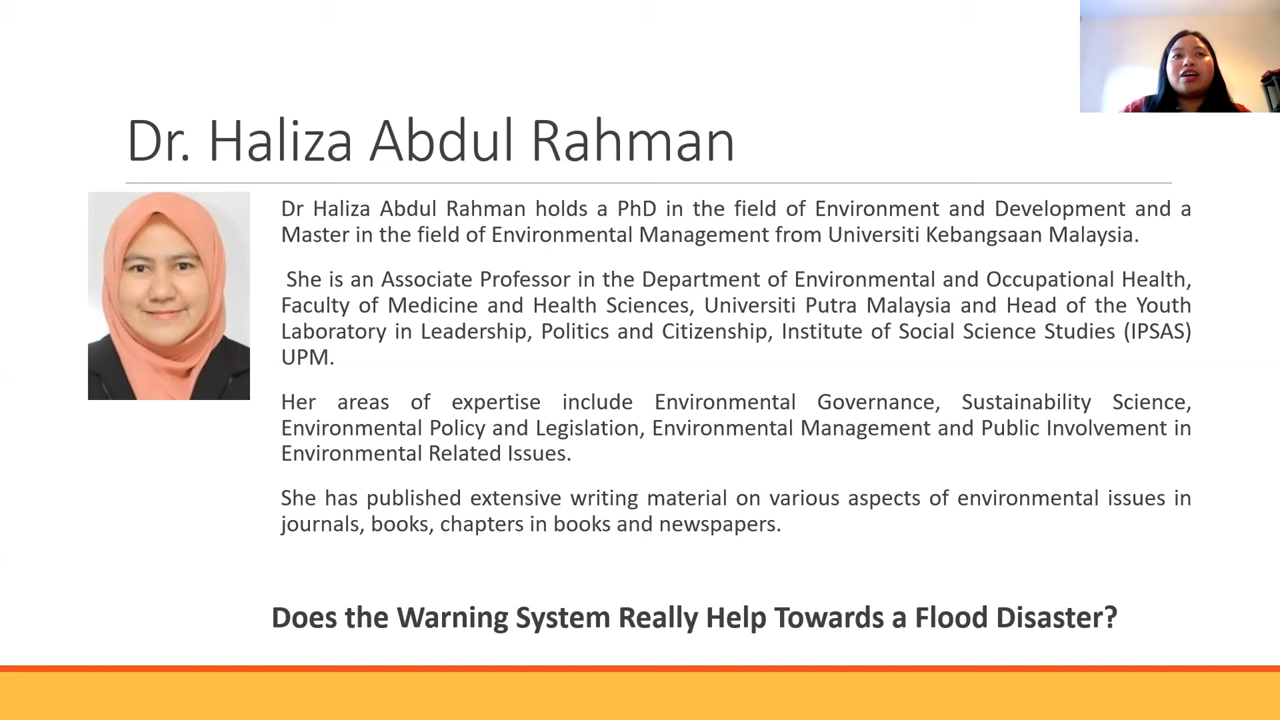 Dr. Haliza Abdul Rahman
Dr Haliza Abdul Rahman holds a PhD in the field of Environment and Development and a
Master in the field of Environmental Management from Universiti Kebangsaan Malaysia.
She is an Associate Professor in the Department of Environmental and Occupational Health,
Faculty of Medicine and Health Sciences, Universiti Putra Malaysia and Head of the Youth
Laboratory in Leadership, Politics and Citizenship, Institute of Social Science Studies (IPSAS)
UPM.
Her areas of expertise include Environmental Governance, Sustainability Science,
Environmental Policy and Legislation, Environmental Management and Public Involvement in
Environmental Related Issues.
She has published extensive writing material on various aspects of environmental issues in
journals, books, chapters in books and newspapers.
Does the Warning System Really Help Towards a Flood Disaster?